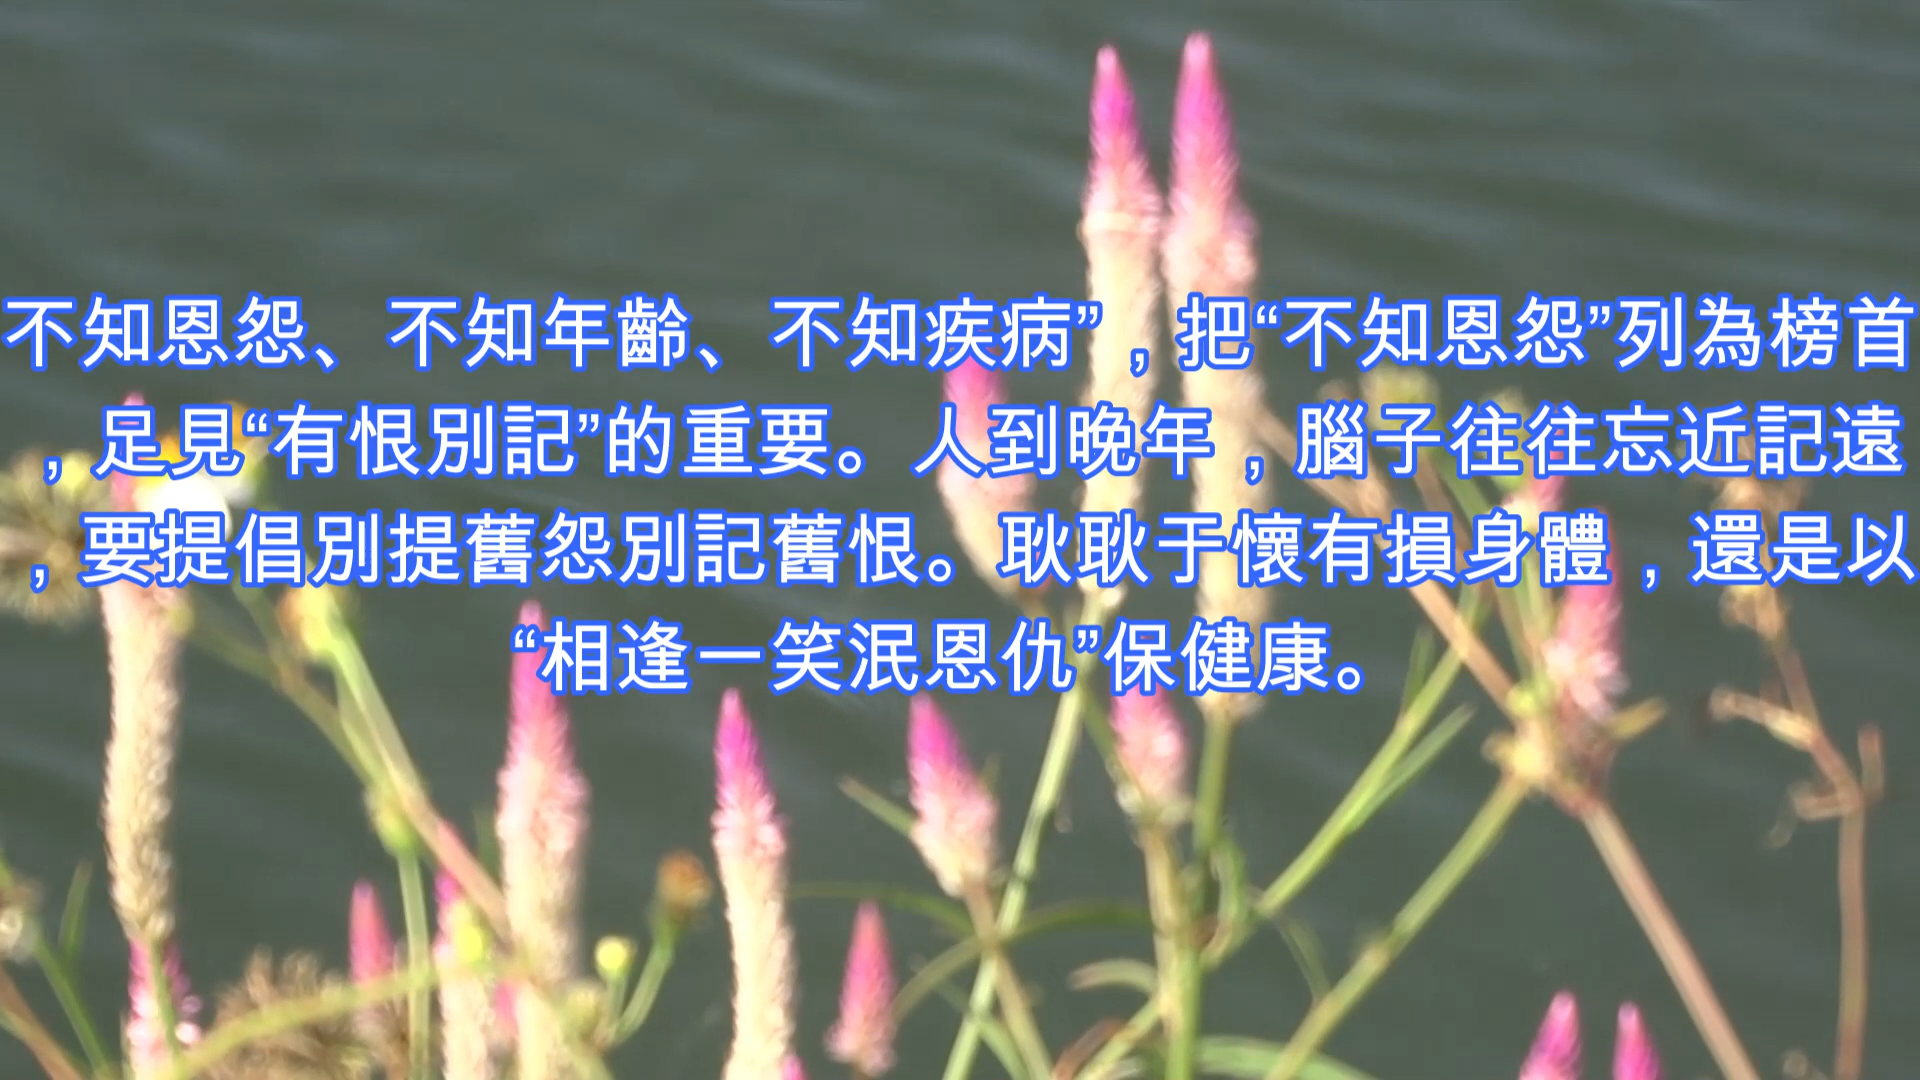 不知恩怨、不知年齡、不知疾病”，把“不知恩怨”列為榜首
，足見“有恨別記”的重要。人到晚年，腦子往往忘近記遠
，要提倡別提舊怨別記舊恨。耿耿于懷有損身體，還是以
“相逢一笑泯恩仇”保健康。